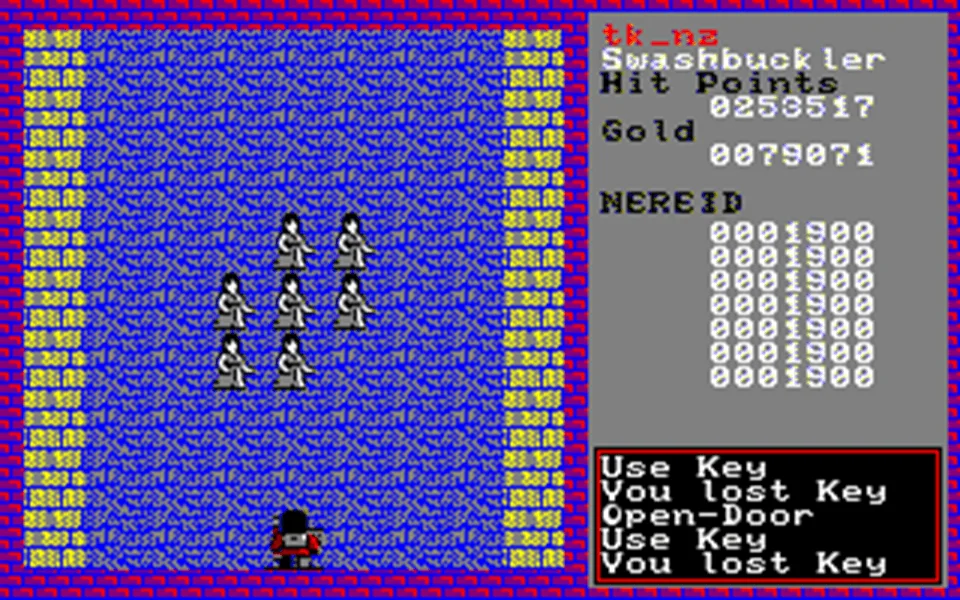 tk_nz
Swashbuckler
Hit Points
0253517
Gold
0079071
NEREID
0001900
0001900
0001900
0001900
0001900
0001900
0001900
Use Key
You lost Key
Open-Door
Use Key
You lost Key